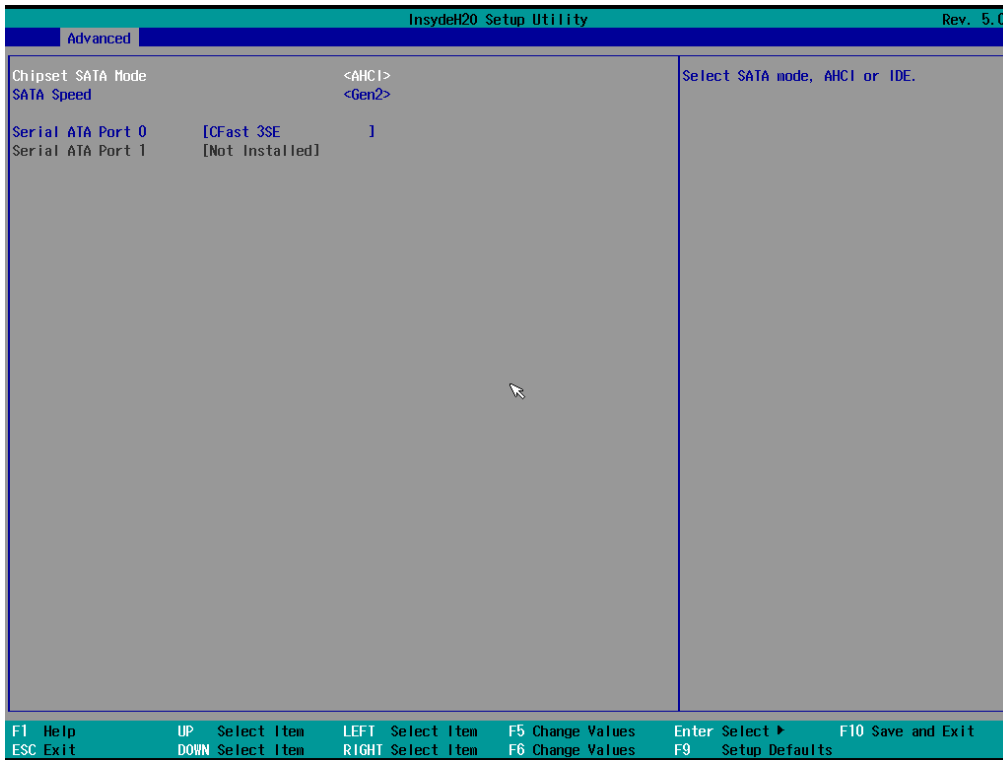 InsydeH20 Setup Utility Rev. 5.0
Advanced
Chipset SATA Mode <AHCI> Select SATA mode, AHCI or IDE.
SATA Speed <Gen2>
Serial ATA Port 0 [CFast 3SE ]
Serial ATA Port 1 [Not Installed]
F1 Help UP Select Item LEFT Select Item F5 Change Values Enter Select ▶ F10 Save and Exit
ESC Exit DOWN Select Item RIGHT Select Item F6 Change Values F9 Setup Defaults